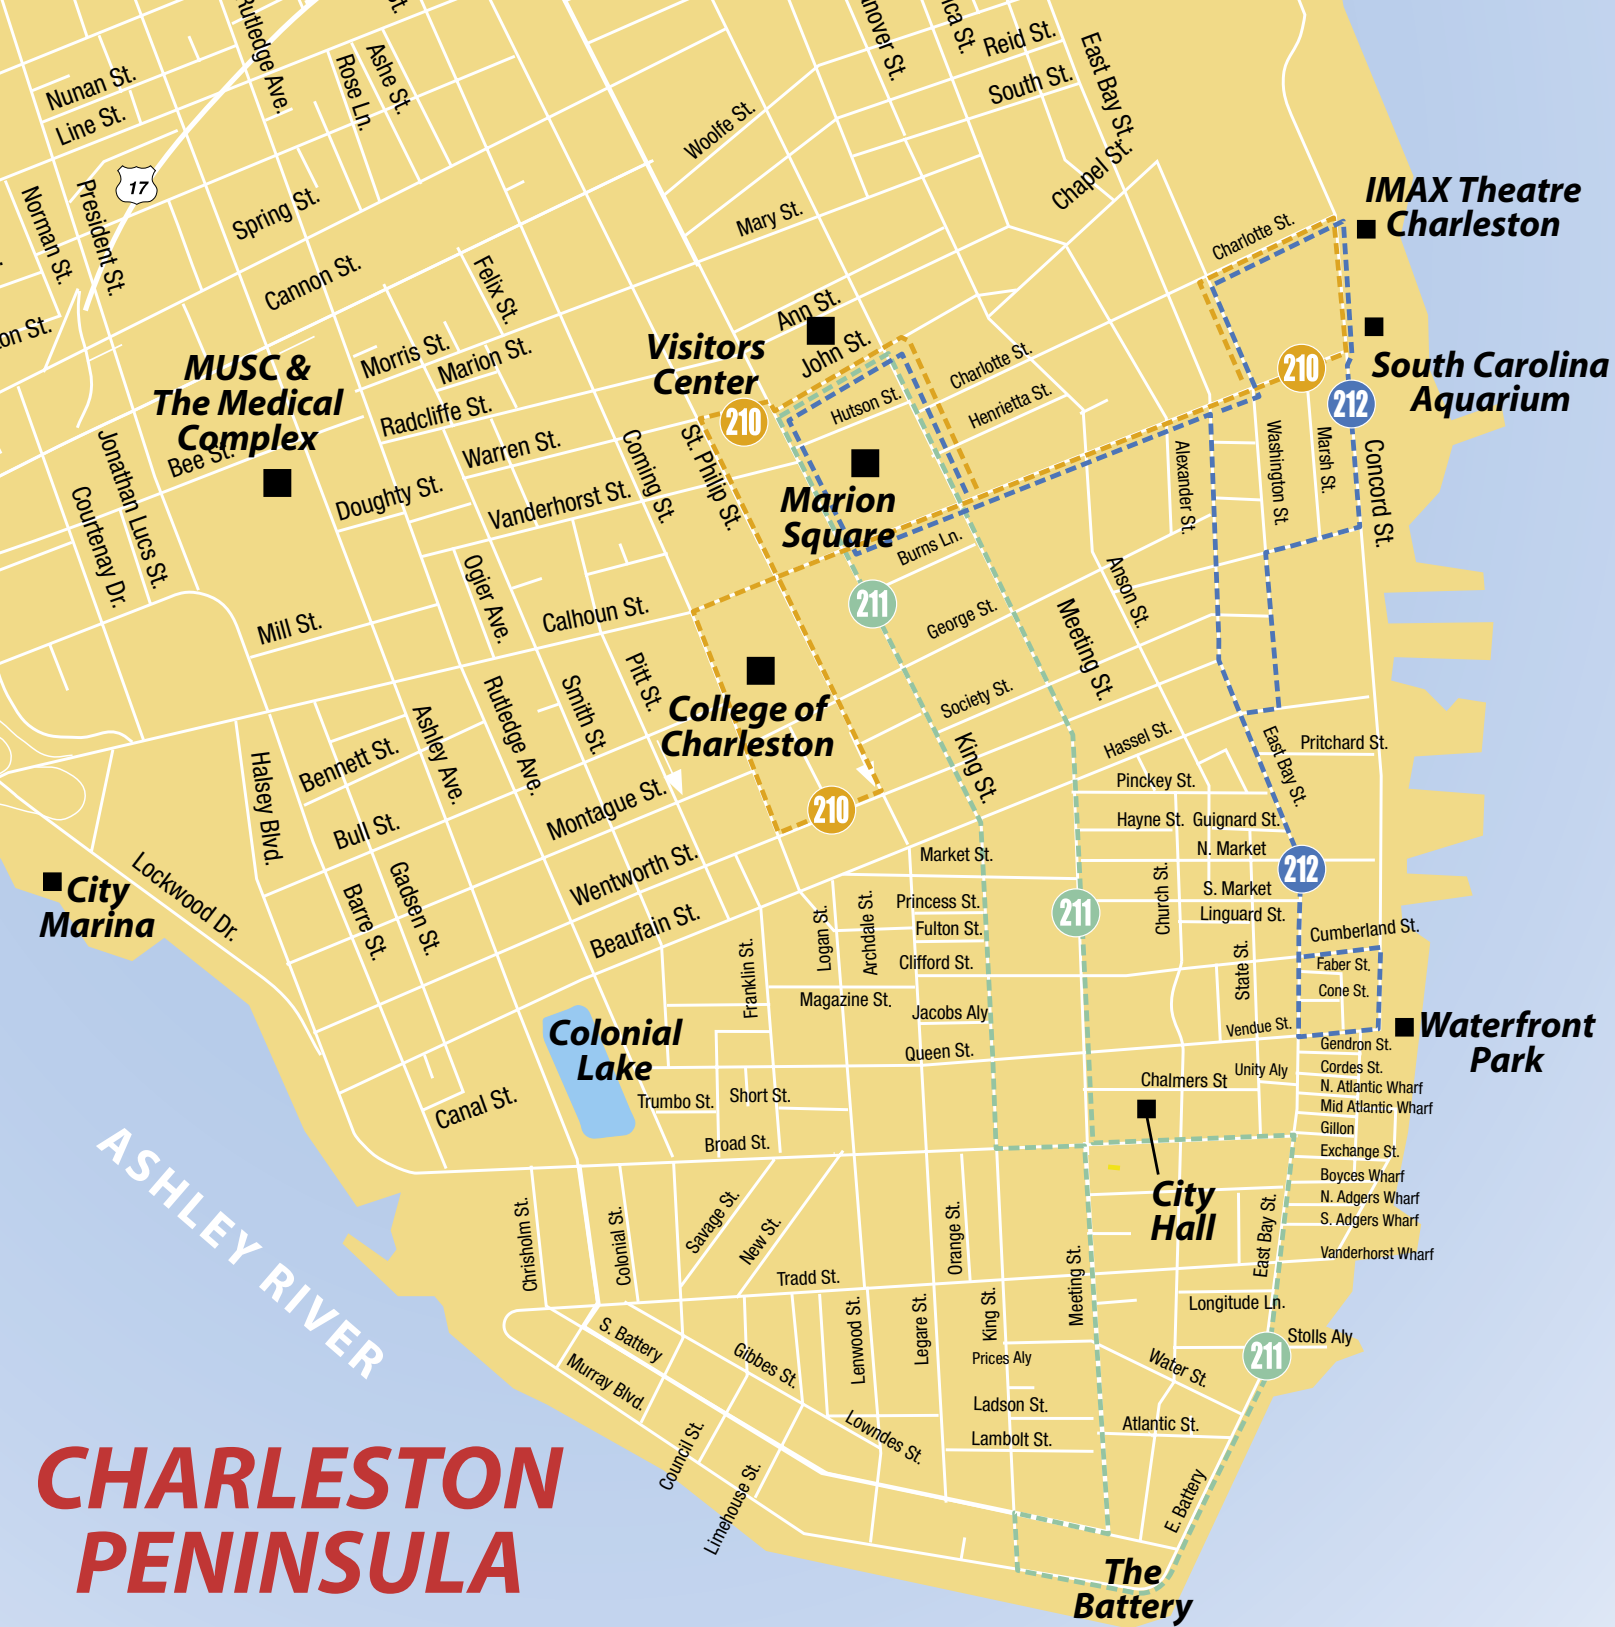 Nunan St.
Line St.
Rutledge Ave.
Rose Ln.
Ashe St.
St.
Reid St.
South St.
East Bay St.
Chapel St.
Woolfe St.
Mary St.
17
Norman St.
President St.
Spring St.
Cannon St.
Felix St.
Morris St.
Marion St.
Radcliffe St.
Warren St.
Vanderhorst St.
Doughty St.
Bee St.
MUSC &
The Medical
Complex
Jonathan Lucs St.
Courtenay Dr.
Mill St.
Ogier Ave.
Calhoun St.
Coming St.
St. Philip St.
Ann St.
John St.
Visitors
Center
210
Hutson St.
Marion
Square
Charlotte St.
Henrietta St.
Burns Ln.
211
George St.
Society St.
Charlotte St.
IMAX Theatre
Charleston
210
South Carolina
Aquarium
212
Alexander St.
Washington St.
Marsh St.
Concord St.
Anson St.
Meeting St.
Pitt St.
Smith St.
Rutledge Ave.
Ashley Ave.
College of
Charleston
210
King St.
Hassel St.
East Bay St.
Pritchard St.
Pinckey St.
Hayne St.
Guignard St.
N. Market
212
S. Market
Linguard St.
Church St.
State St.
Cumberland St.
Faber St.
Cone St.
Vendue St.
Waterfront
Park
Halsey Blvd.
Bennett St.
Bull St.
Montague St.
Wentworth St.
Beaufain St.
Barre St.
Gadsen St.
Lockwood Dr.
City
Marina
Market St.
Princess St.
Fulton St.
Clifford St.
211
Logan St.
Archdale St.
Franklin St.
Magazine St.
Jacobs Aly
Queen St.
Colonial
Lake
Canal St.
Trumbo St.
Short St.
Broad St.
Gendron St.
Cordes St.
N. Atlantic Wharf
Mid Atlantic Wharf
Gillon
Exchange St.
Boyces Wharf
N. Adgers Wharf
S. Adgers Wharf
Vanderhorst Wharf
Unity Aly
Chalmers St
City
Hall
ASHLEY RIVER
Chrisholm St.
Colonial St.
Savage St.
New St.
Tradd St.
Orange St.
Meeting St.
East Bay St.
Longitude Ln.
Stolls Aly
211
S. Battery
Murray Blvd.
Gibbes St.
Lenwood St.
Legare St.
King St.
Prices Aly
Water St.
Ladson St.
Lambolt St.
Atlantic St.
Lowndes St.
Council St.
Limehouse St.
E. Battery
The
Battery
CHARLESTON
PENINSULA